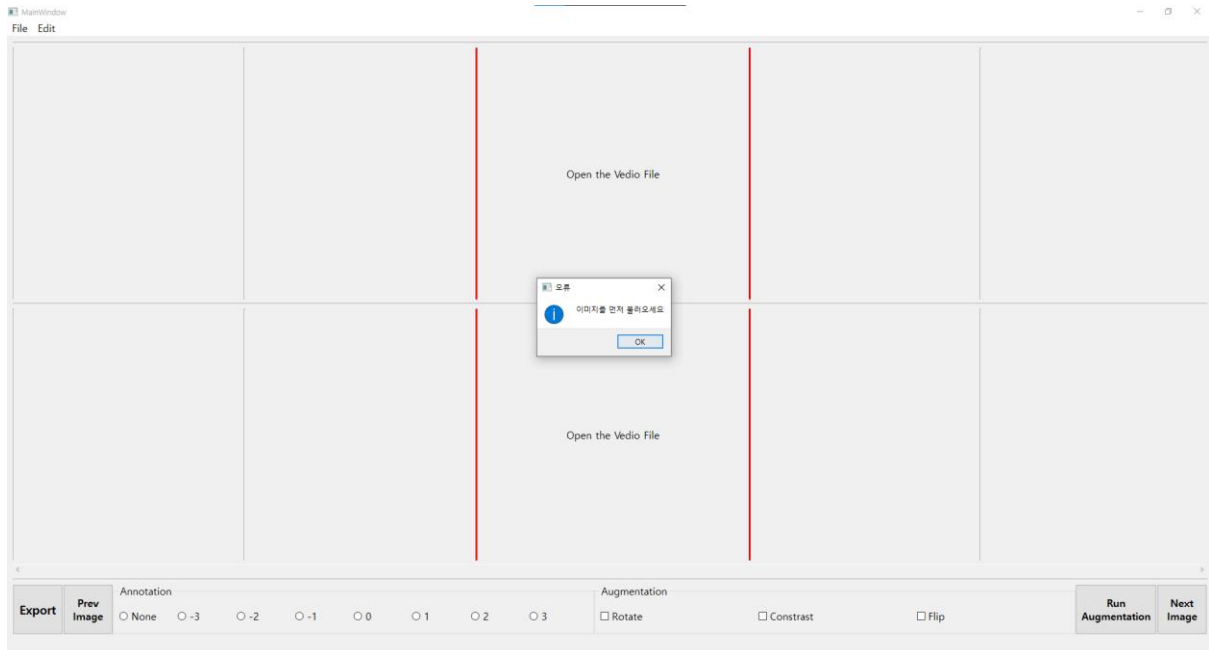 MainWindow
File Edit
Open the Vedio File
오류
이미지를 먼저 불러오세요
OK
Open the Vedio File
Export
Prev
Image
Annotation
None -3 -2 -1 0 1 2 3
Augmentation
Rotate Constrast Flip
Run
Augmentation
Next
Image